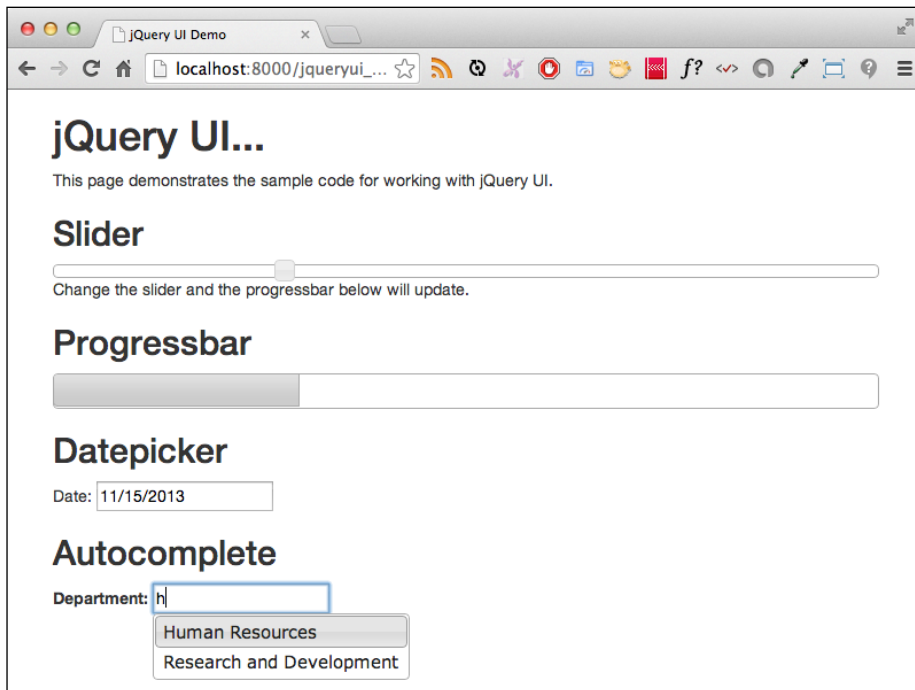 jQuery UI Demo
localhost:8000/jqueryui_...
f?
jQuery UI...
This page demonstrates the sample code for working with jQuery UI.
Slider
Change the slider and the progressbar below will update.
Progressbar
Datepicker
Date: 11/15/2013
Autocomplete
Department: h
Human Resources
Research and Development